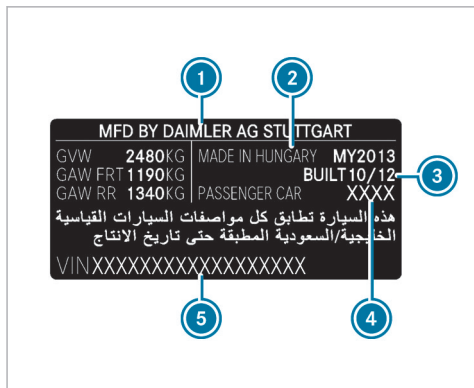 1
2
MFD BY DAIMLER AG STUTTGART
GVW 2480KG MADE IN HUNGARY MY2013
GAW FRT 1190KG BUILT 10/12
3
GAW RR 1340KG PASSENGER CAR XXXX
هذه السيارة تطابق كل مواصفات السيارات القياسية
الخليجية/السعودية المطبقة حتى تاريخ الانتاج
VIN XXXXXXXXXXXXXXXXX
5
4